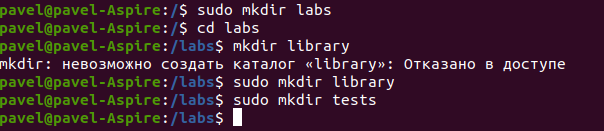 pavel@pavel-Aspire:/$ sudo mkdir labs
pavel@pavel-Aspire:/$ cd labs
pavel@pavel-Aspire:/labs$ mkdir library
mkdir: невозможно создать каталог «library»: Отказано в доступе
pavel@pavel-Aspire:/labs$ sudo mkdir library
pavel@pavel-Aspire:/labs$ sudo mkdir tests
pavel@pavel-Aspire:/labs$